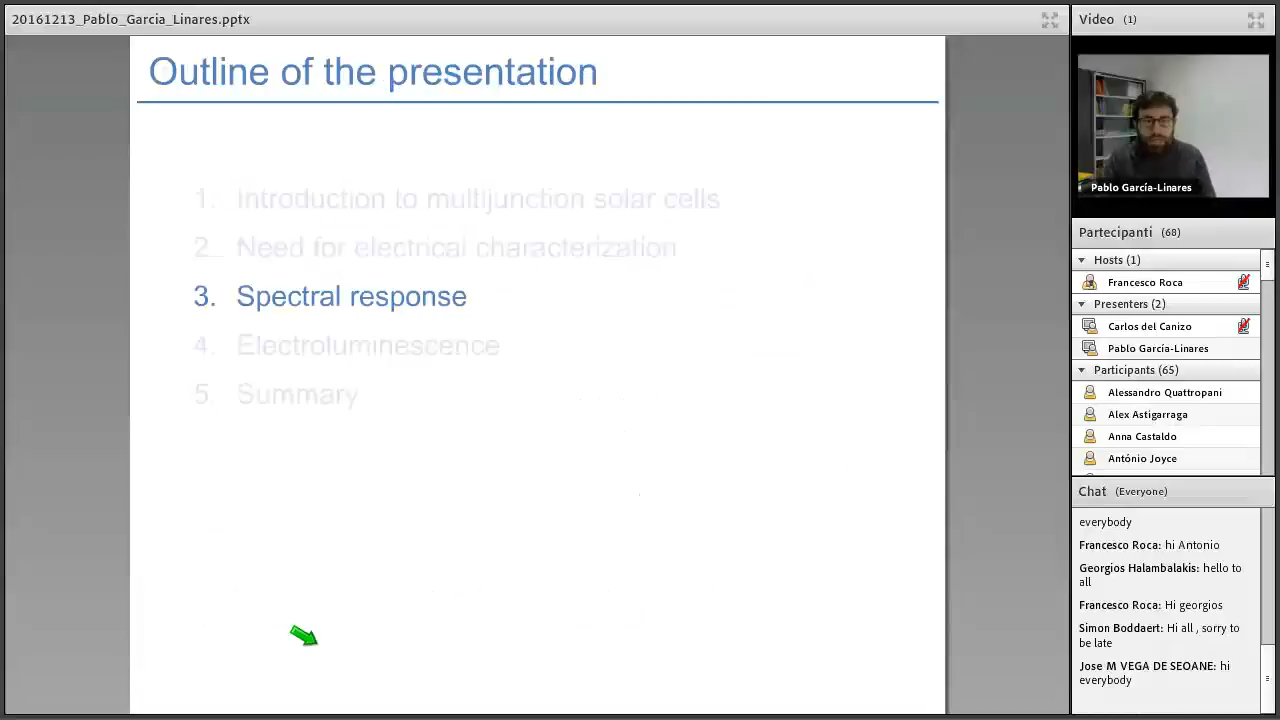 20161213_Pablo_Garcia_Linares.pptx
Outline of the presentation
1. Introduction to multijunction solar cells
2. Need for electrical characterization
3. Spectral response
4. Electroluminescence
5. Summary
Video (1)
Pablo García-Linares
Partecipanti (68)
Hosts (1)
Francesco Roca
Presenters (2)
Carlos del Canizo
Pablo García-Linares
Participants (65)
Alessandro Quattropani
Alex Astigarraga
Anna Castaldo
António Joyce
Chat (Everyone)
everybody
Francesco Roca: hi Antonio
Georgios Halambalakis: hello to
all
Francesco Roca: Hi georgios
Simon Boddaert: Hi all , sorry to
be late
Jose M VEGA DE SEOANE: hi
everybody